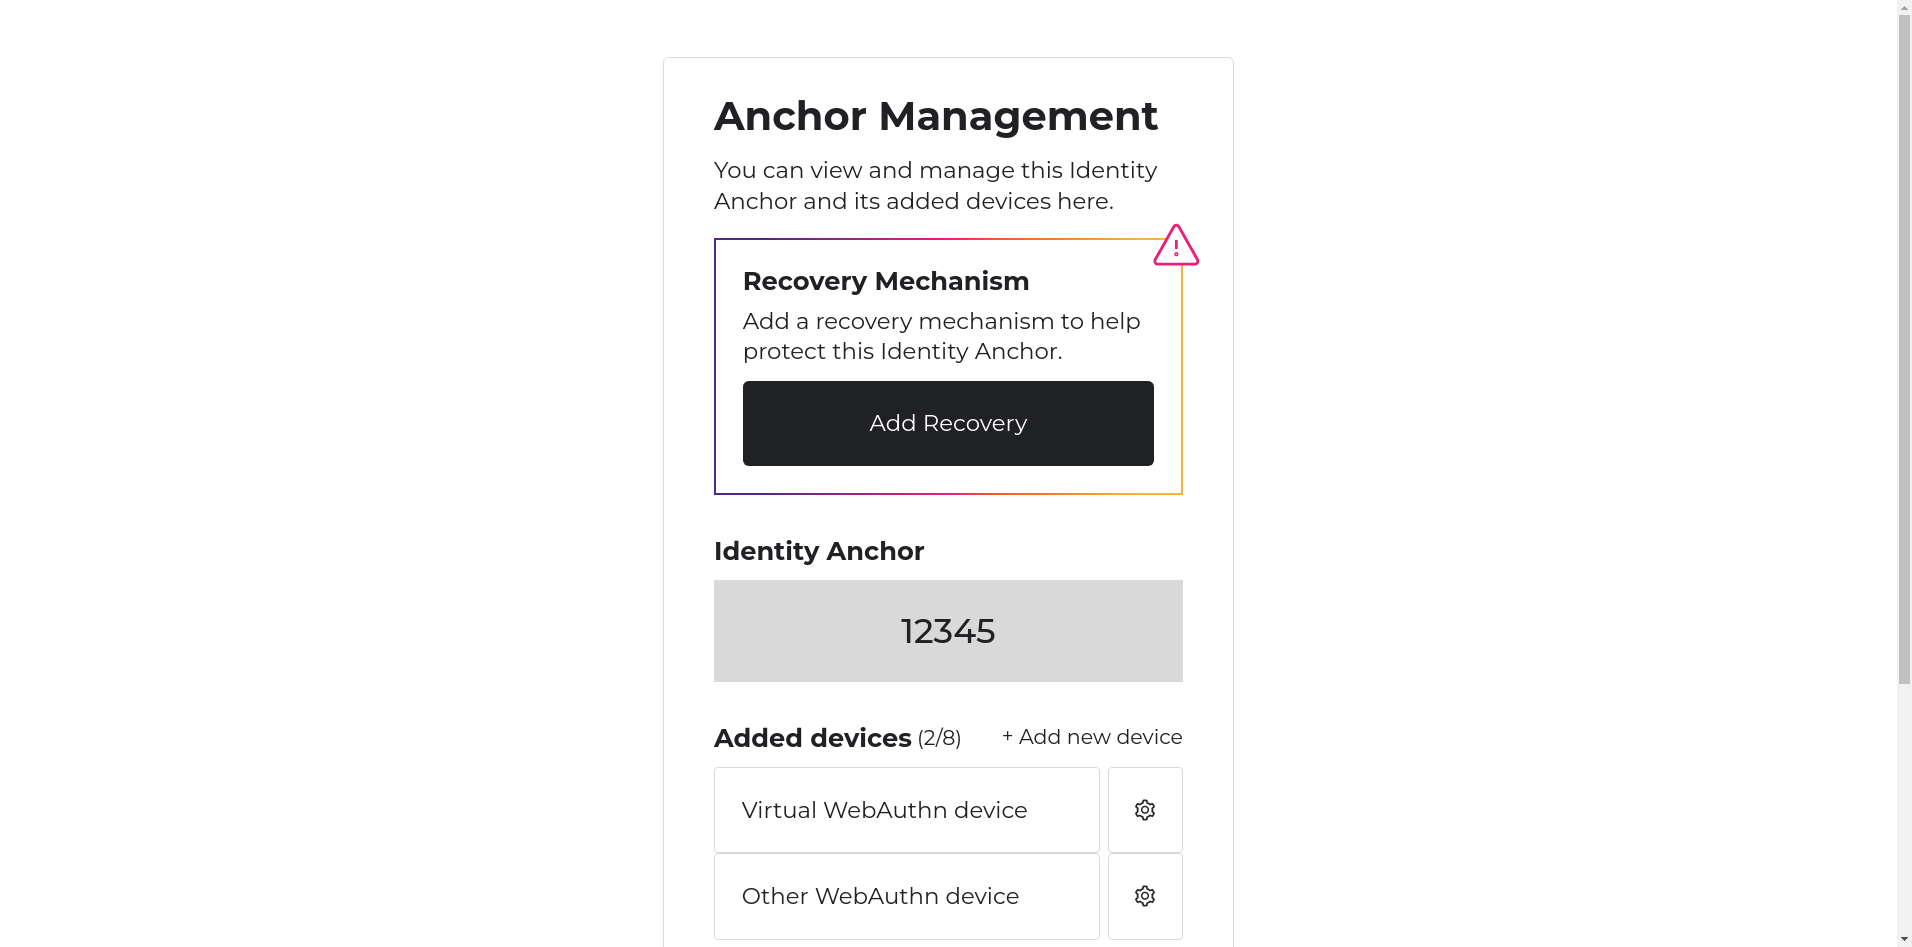 Anchor Management
You can view and manage this Identity
Anchor and its added devices here.
Recovery Mechanism
Add a recovery mechanism to help
protect this Identity Anchor.
Add Recovery
Identity Anchor
12345
Added devices (2/8) + Add new device
Virtual WebAuthn device
Other WebAuthn device